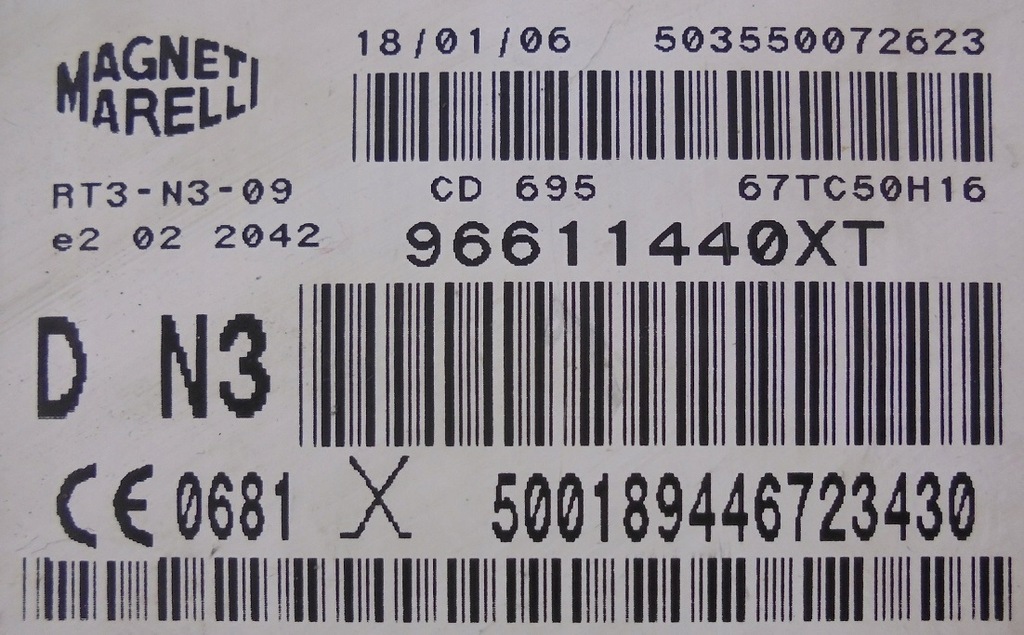 MAGNETI
MARELLI
18/01/06 503550072623
RT3-N3-09 CD 695 67TC50H16
e2 02 2042 96611440XT
D N3
CE 0681 500189446723430